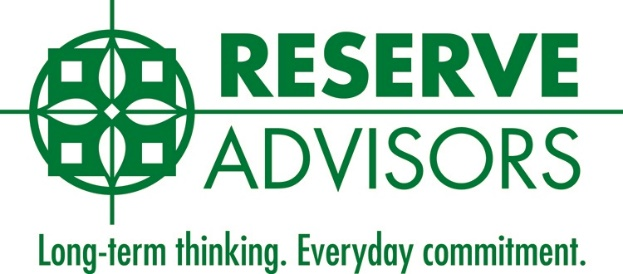 RESERVE
ADVISORS
Long-term thinking. Everyday commitment.